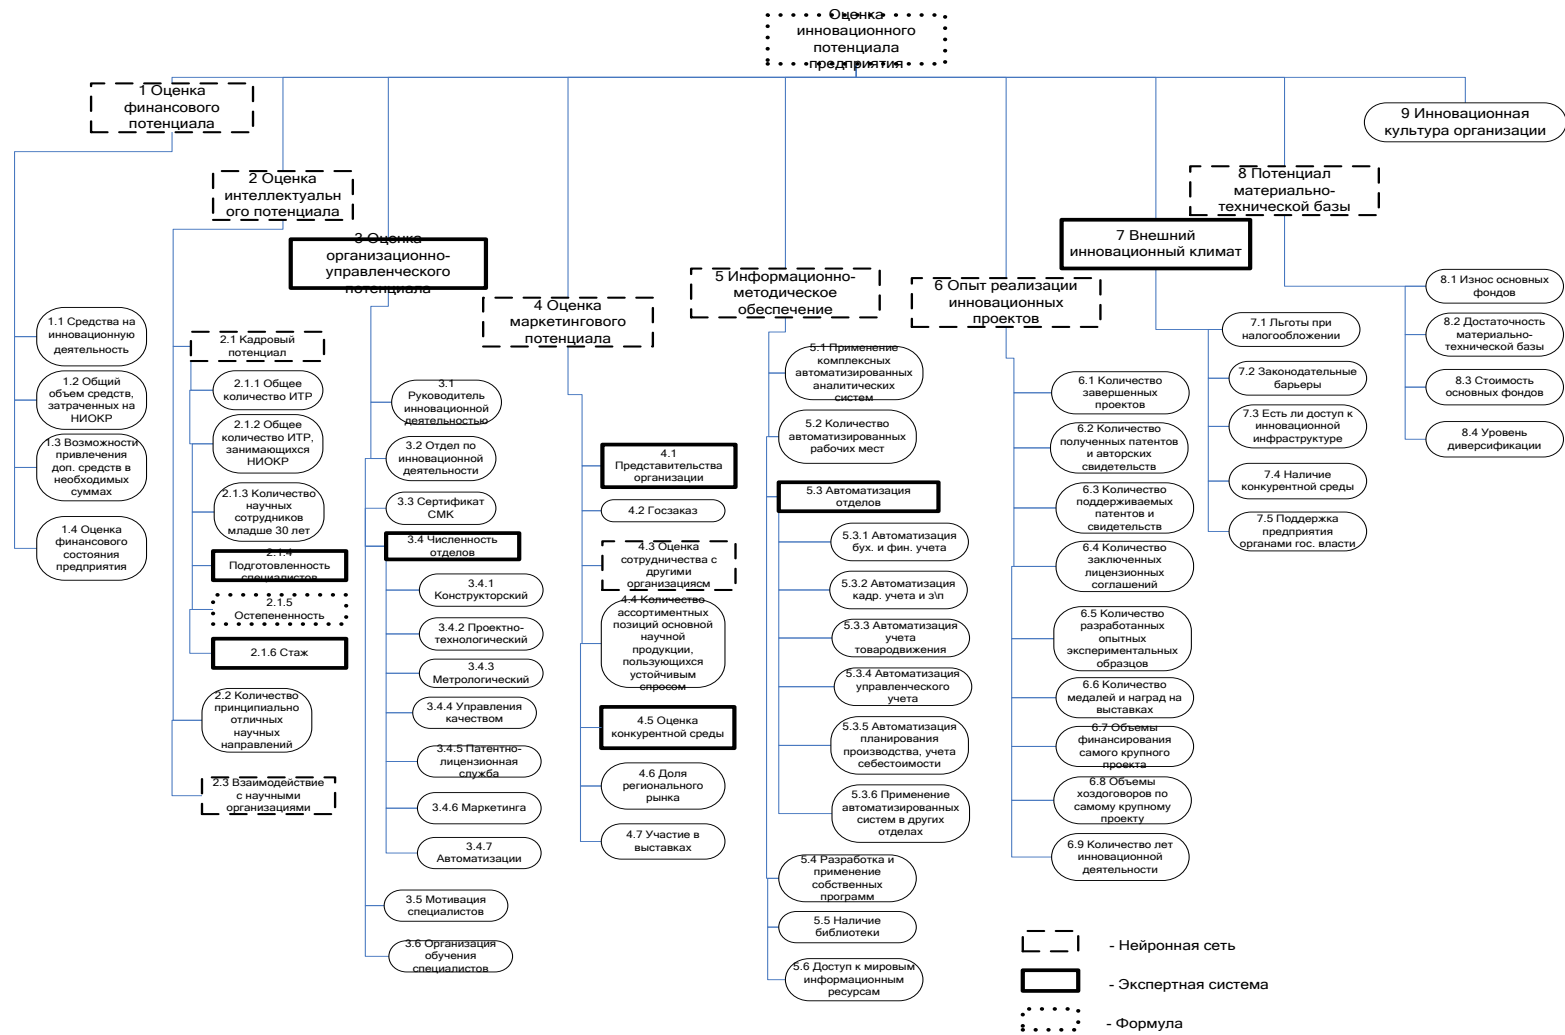 Оценка
инновационного
потенциала
предприятия
1 Оценка
финансового
потенциала
1.1 Средства на
инновационную
деятельность
1.2 Общий
объем средств,
затраченных на
НИОКР
1.3 Возможности
привлечения
доп. средств в
необходимых
суммах
1.4 Оценка
финансового
состояния
предприятия
2 Оценка
интеллектуальн
ого потенциала
2.1 Кадровый
потенциал
2.1.1 Общее
количество ИТР
2.1.2 Общее
количество ИТР,
занимающихся
НИОКР
2.1.3 Количество
научных
сотрудников
младше 30 лет
2.1.4
Подготовленность
специалистов
2.1.5
Остепененность
2.1.6 Стаж
2.2 Количество
принципиально
отличных
научных
направлений
2.3 Взаимодействие
с научными
организациями
3 Оценка
организационно-
управленческого
потенциала
3.1
Руководитель
инновационной
деятельностью
3.2 Отдел по
инновационной
деятельности
3.3 Сертификат
СМК
3.4 Численность
отделов
3.4.1
Конструкторский
3.4.2 Проектно-
технологический
3.4.3
Метрологический
3.4.4 Управления
качеством
3.4.5 Патентно-
лицензионная
служба
3.4.6 Маркетинга
3.4.7
Автоматизации
3.5 Мотивация
специалистов
3.6 Организация
обучения
специалистов
4 Оценка
маркетингового
потенциала
4.1
Представительства
организации
4.2 Госзаказ
4.3 Оценка
сотрудничества с
другими
организациясм
4.4 Количество
ассортиментных
позиций основной
научной
продукции,
пользующихся
устойчивым
спросом
4.5 Оценка
конкурентной среды
4.6 Доля
регионального
рынка
4.7 Участие в
выставках
5 Информационно-
методическое
обеспечение
5.1 Применение
комплексных
автоматизированных
аналитических
систем
5.2 Количество
автоматизированных
рабочих мест
5.3 Автоматизация
отделов
5.3.1 Автоматизация
бух. и фин. учета
5.3.2 Автоматизация
кадр. учета и з\п
5.3.3 Автоматизация
учета
товародвижения
5.3.4 Автоматизация
управленческого
учета
5.3.5 Автоматизация
планирования
производства, учета
себестоимости
5.3.6 Применение
автоматизированных
систем в других
отделах
5.4 Разработка и
применение
собственных
программ
5.5 Наличие
библиотеки
5.6 Доступ к мировым
информационным
ресурсам
6 Опыт реализации
инновационных
проектов
6.1 Количество
завершенных
проектов
6.2 Количество
полученных патентов
и авторских
свидетельств
6.3 Количество
поддерживаемых
патентов и
свидетельств
6.4 Количество
заключенных
лицензионных
соглашений
6.5 Количество
разработанных
опытных
экспериментальных
образцов
6.6 Количество
медалей и наград на
выставках
6.7 Объемы
финансирования
самого крупного
проекта
6.8 Объемы
хоздоговоров по
самому крупному
проекту
6.9 Количество лет
инновационной
деятельности
7 Внешний
инновационный климат
7.1 Льготы при
налогообложении
7.2 Законодательные
барьеры
7.3 Есть ли доступ к
инновационной
инфраструктуре
7.4 Наличие
конкурентной среды
7.5 Поддержка
предприятия
органами гос. власти
8 Потенциал
материально-
технической базы
8.1 Износ основных
фондов
8.2 Достаточность
материально-
технической базы
8.3 Стоимость
основных фондов
8.4 Уровень
диверсификации
9 Инновационная
культура организации
- Нейронная сеть
- Экспертная система
- Формула